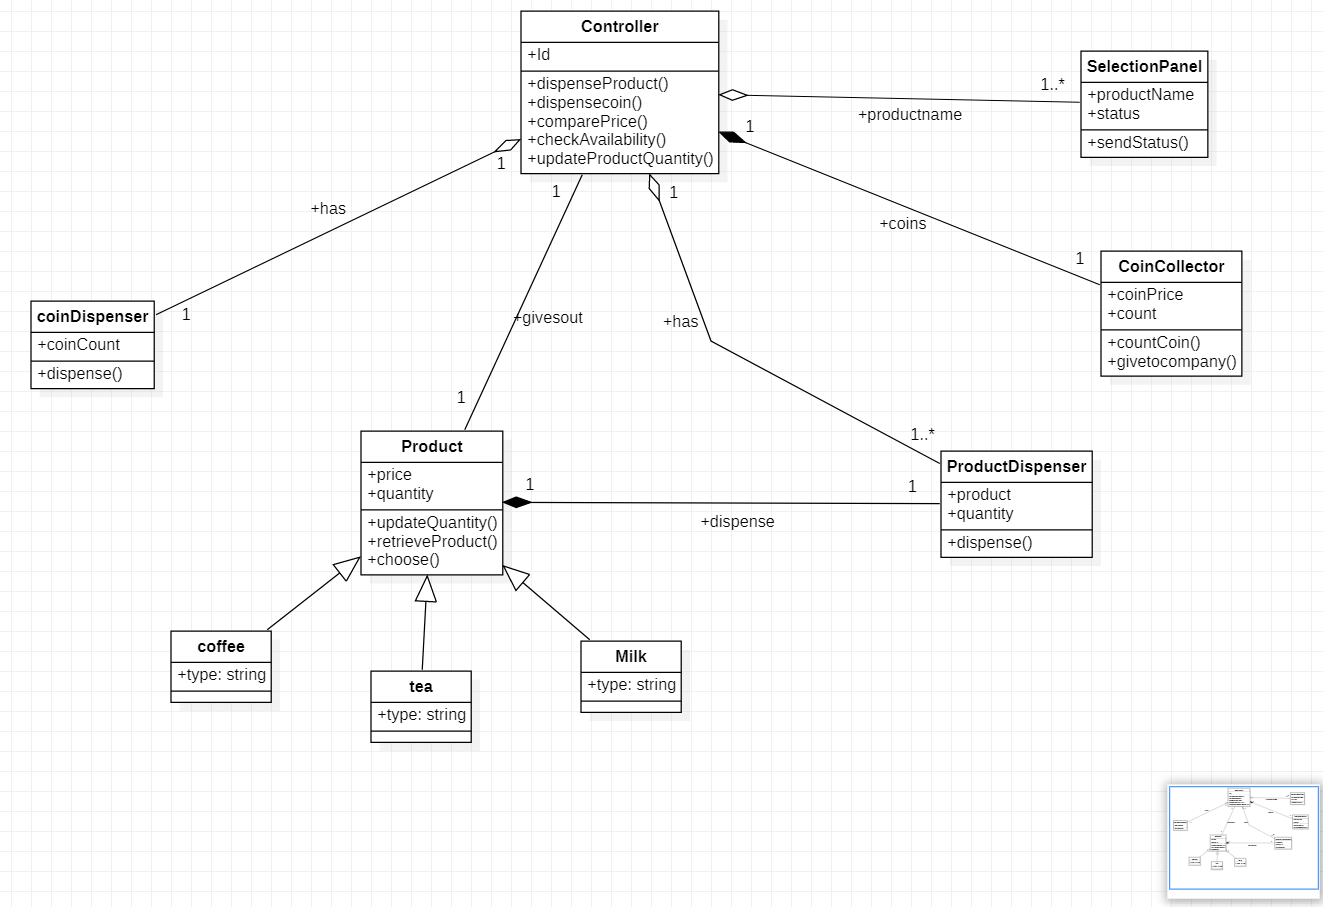 Controller
+Id
+dispenseProduct()
+dispensecoin()
+comparePrice()
+checkAvailability()
+updateProductQuantity()
SelectionPanel
+productName
+status
+sendStatus()
1..*
+productname
1
+coins
1
CoinCollector
+coinPrice
+count
+countCoin()
+givetocompany()
1
+has
1
coinDispenser
+coinCount
+dispense()
1
+givesout
1
1
+has
1..*
Product
+price
+quantity
+updateQuantity()
+retrieveProduct()
+choose()
1
+dispense
1
ProductDispenser
+product
+quantity
+dispense()
coffee
+type: string
tea
+type: string
Milk
+type: string